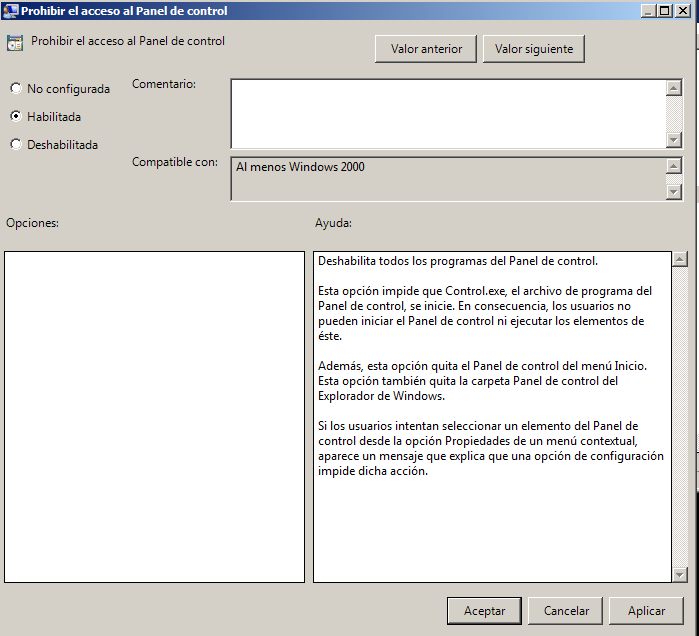 Prohibir el acceso al Panel de control
Prohibir el acceso al Panel de control
Valor anterior
Valor siguiente
No configurada
Habilitada
Deshabilitada
Comentario:
Compatible con:
Al menos Windows 2000
Opciones:
Ayuda:
Deshabilita todos los programas del Panel de control.
Esta opción impide que Control.exe, el archivo de programa del
Panel de control, se inicie. En consecuencia, los usuarios no
pueden iniciar el Panel de control ni ejecutar los elementos de
éste.
Además, esta opción quita el Panel de control del menú Inicio.
Esta opción también quita la carpeta Panel de control del
Explorador de Windows.
Si los usuarios intentan seleccionar un elemento del Panel de
control desde la opción Propiedades de un menú contextual,
aparece un mensaje que explica que una opción de configuración
impide dicha acción.
Aceptar
Cancelar
Aplicar